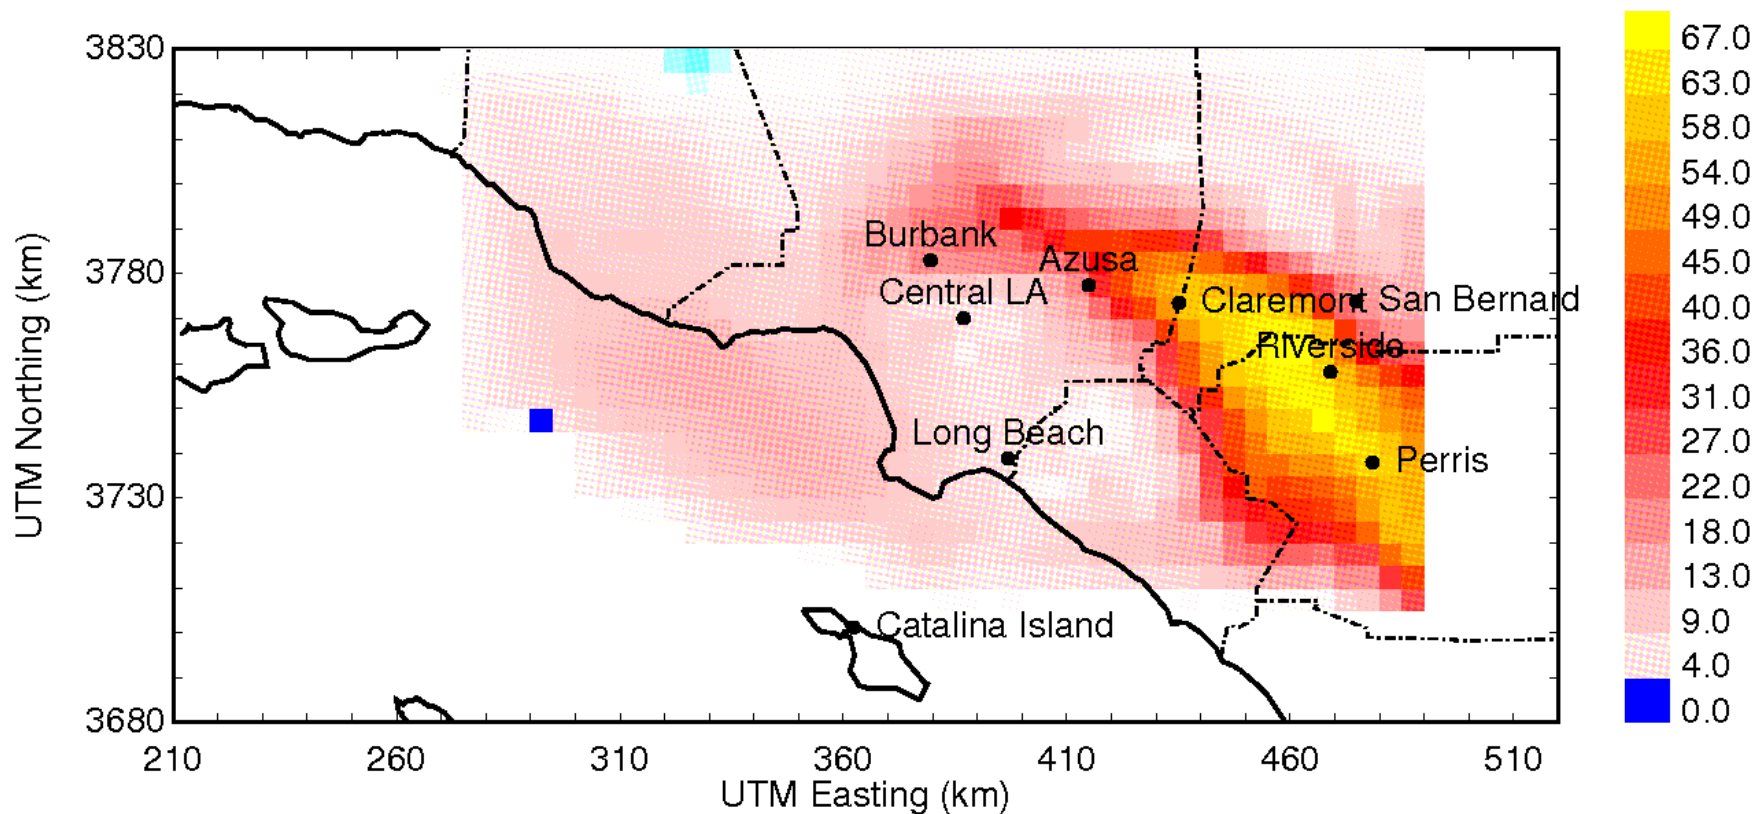 3830
67.0
63.0
58.0
54.0
49.0
45.0
40.0
36.0
31.0
27.0
22.0
18.0
13.0
9.0
4.0
0.0
Burbank
Azusa
3780
Central LA
Claremont
San Bernard
Riverside
UTM Northing (km)
Long Beach
Perris
3730
Catalina Island
3680
210 260 310 360 410 460 510
UTM Easting (km)